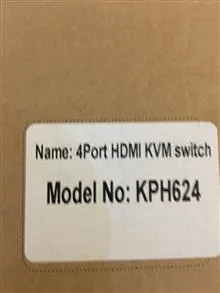 Name: 4Port HDMI KVM switch
Model No: KPH624